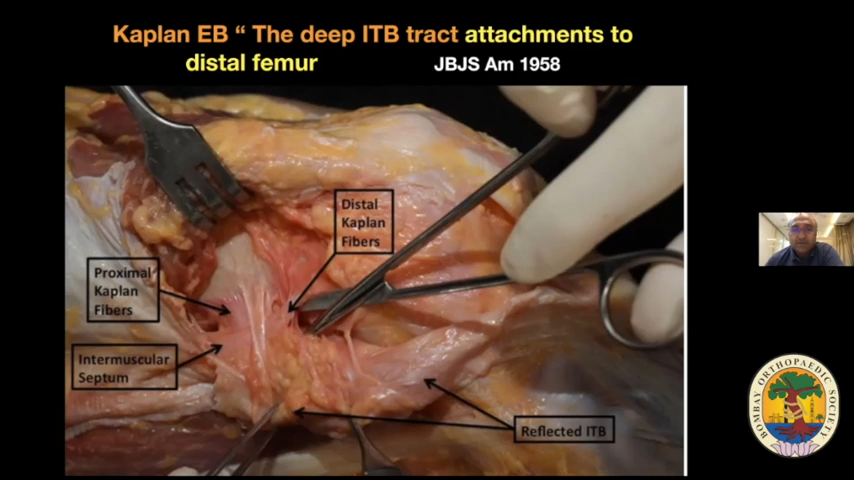 Kaplan EB “ The deep ITB tract attachments to
distal femur JBJS Am 1958
Distal
Kaplan
Fibers
Proximal
Kaplan
Fibers
Intermuscular
Septum
Reflected ITB
BOMBAY ORTHOPAEDIC SOCIETY